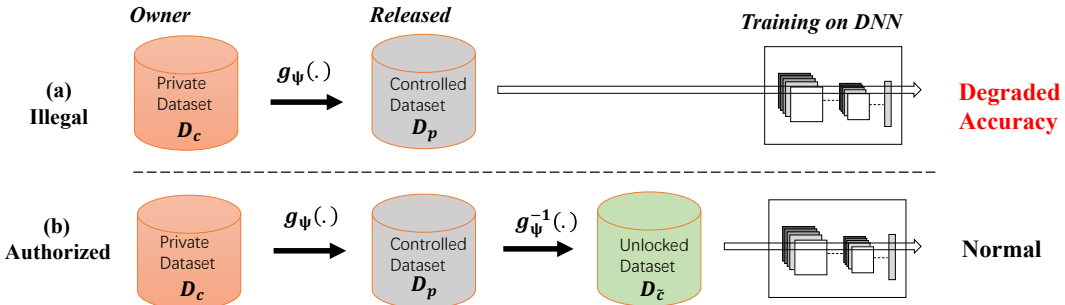 Owner
Released
Training on DNN
(a)
Illegal
Private
Dataset
D_c
g_ψ(.)
Controlled
Dataset
D_p
Degraded
Accuracy
(b)
Authorized
Private
Dataset
D_c
g_ψ(.)
Controlled
Dataset
D_p
g_ψ^{-1}(.)
Unlocked
Dataset
D_{c̃}
Normal